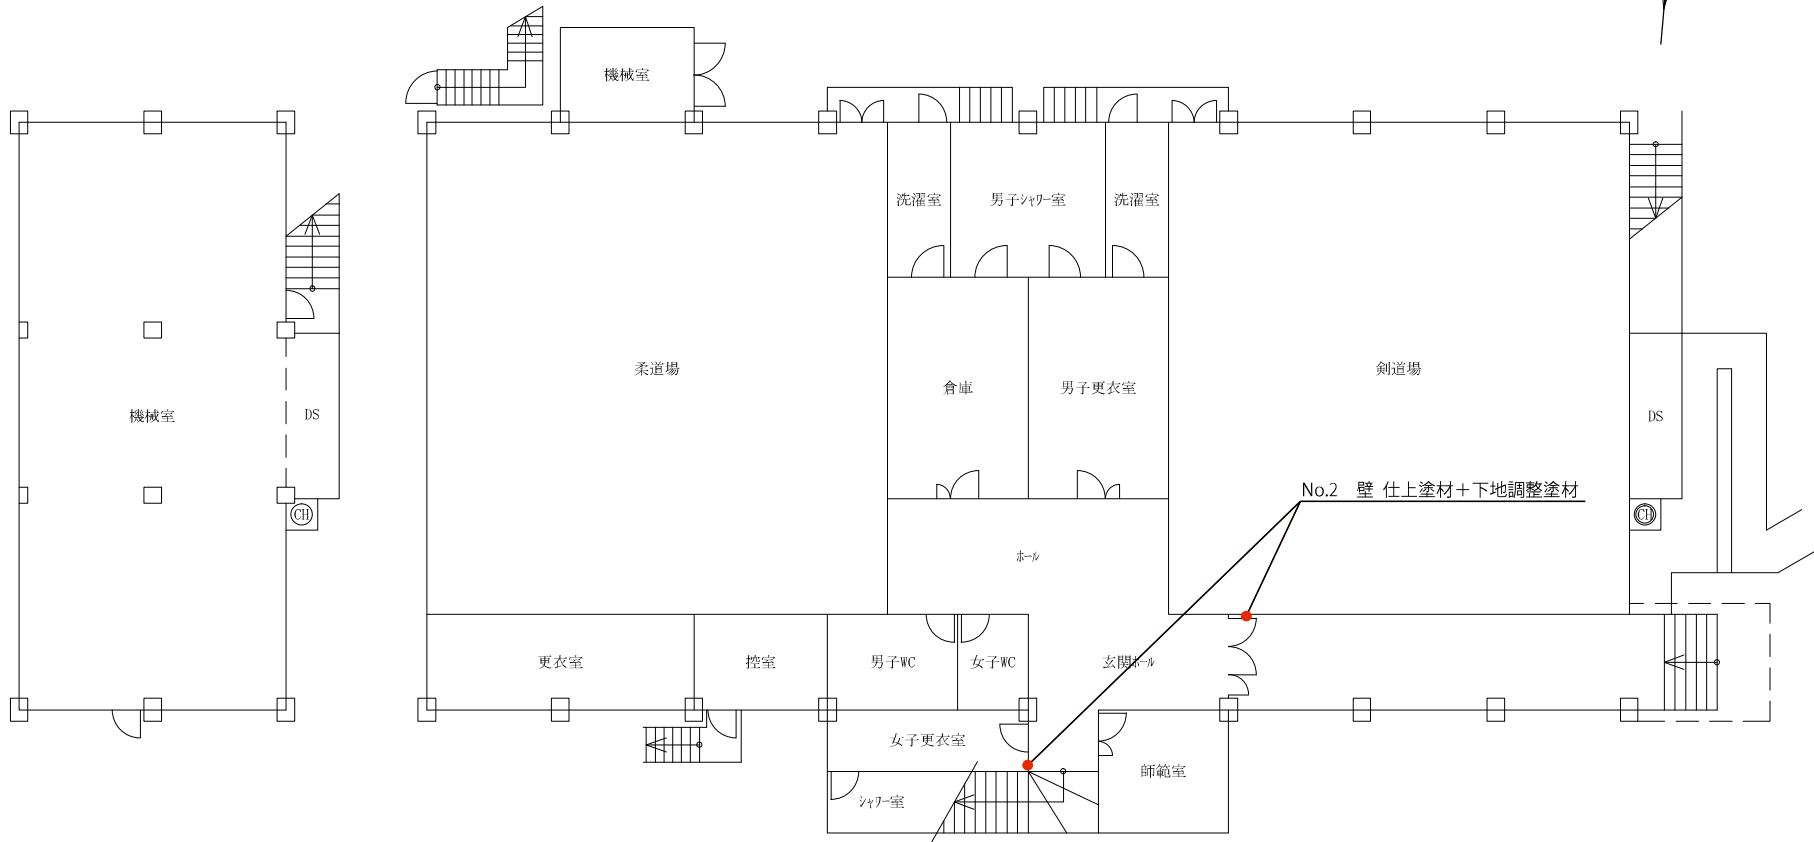 機械室
洗濯室
男子シャワー室
洗濯室
柔道場
剣道場
倉庫
男子更衣室
機械室
DS
DS
No.2 壁 仕上塗材＋下地調整塗材
CH
CH
ホール
更衣室
控室
男子WC
女子WC
玄関ホール
女子更衣室
師範室
シャワー室